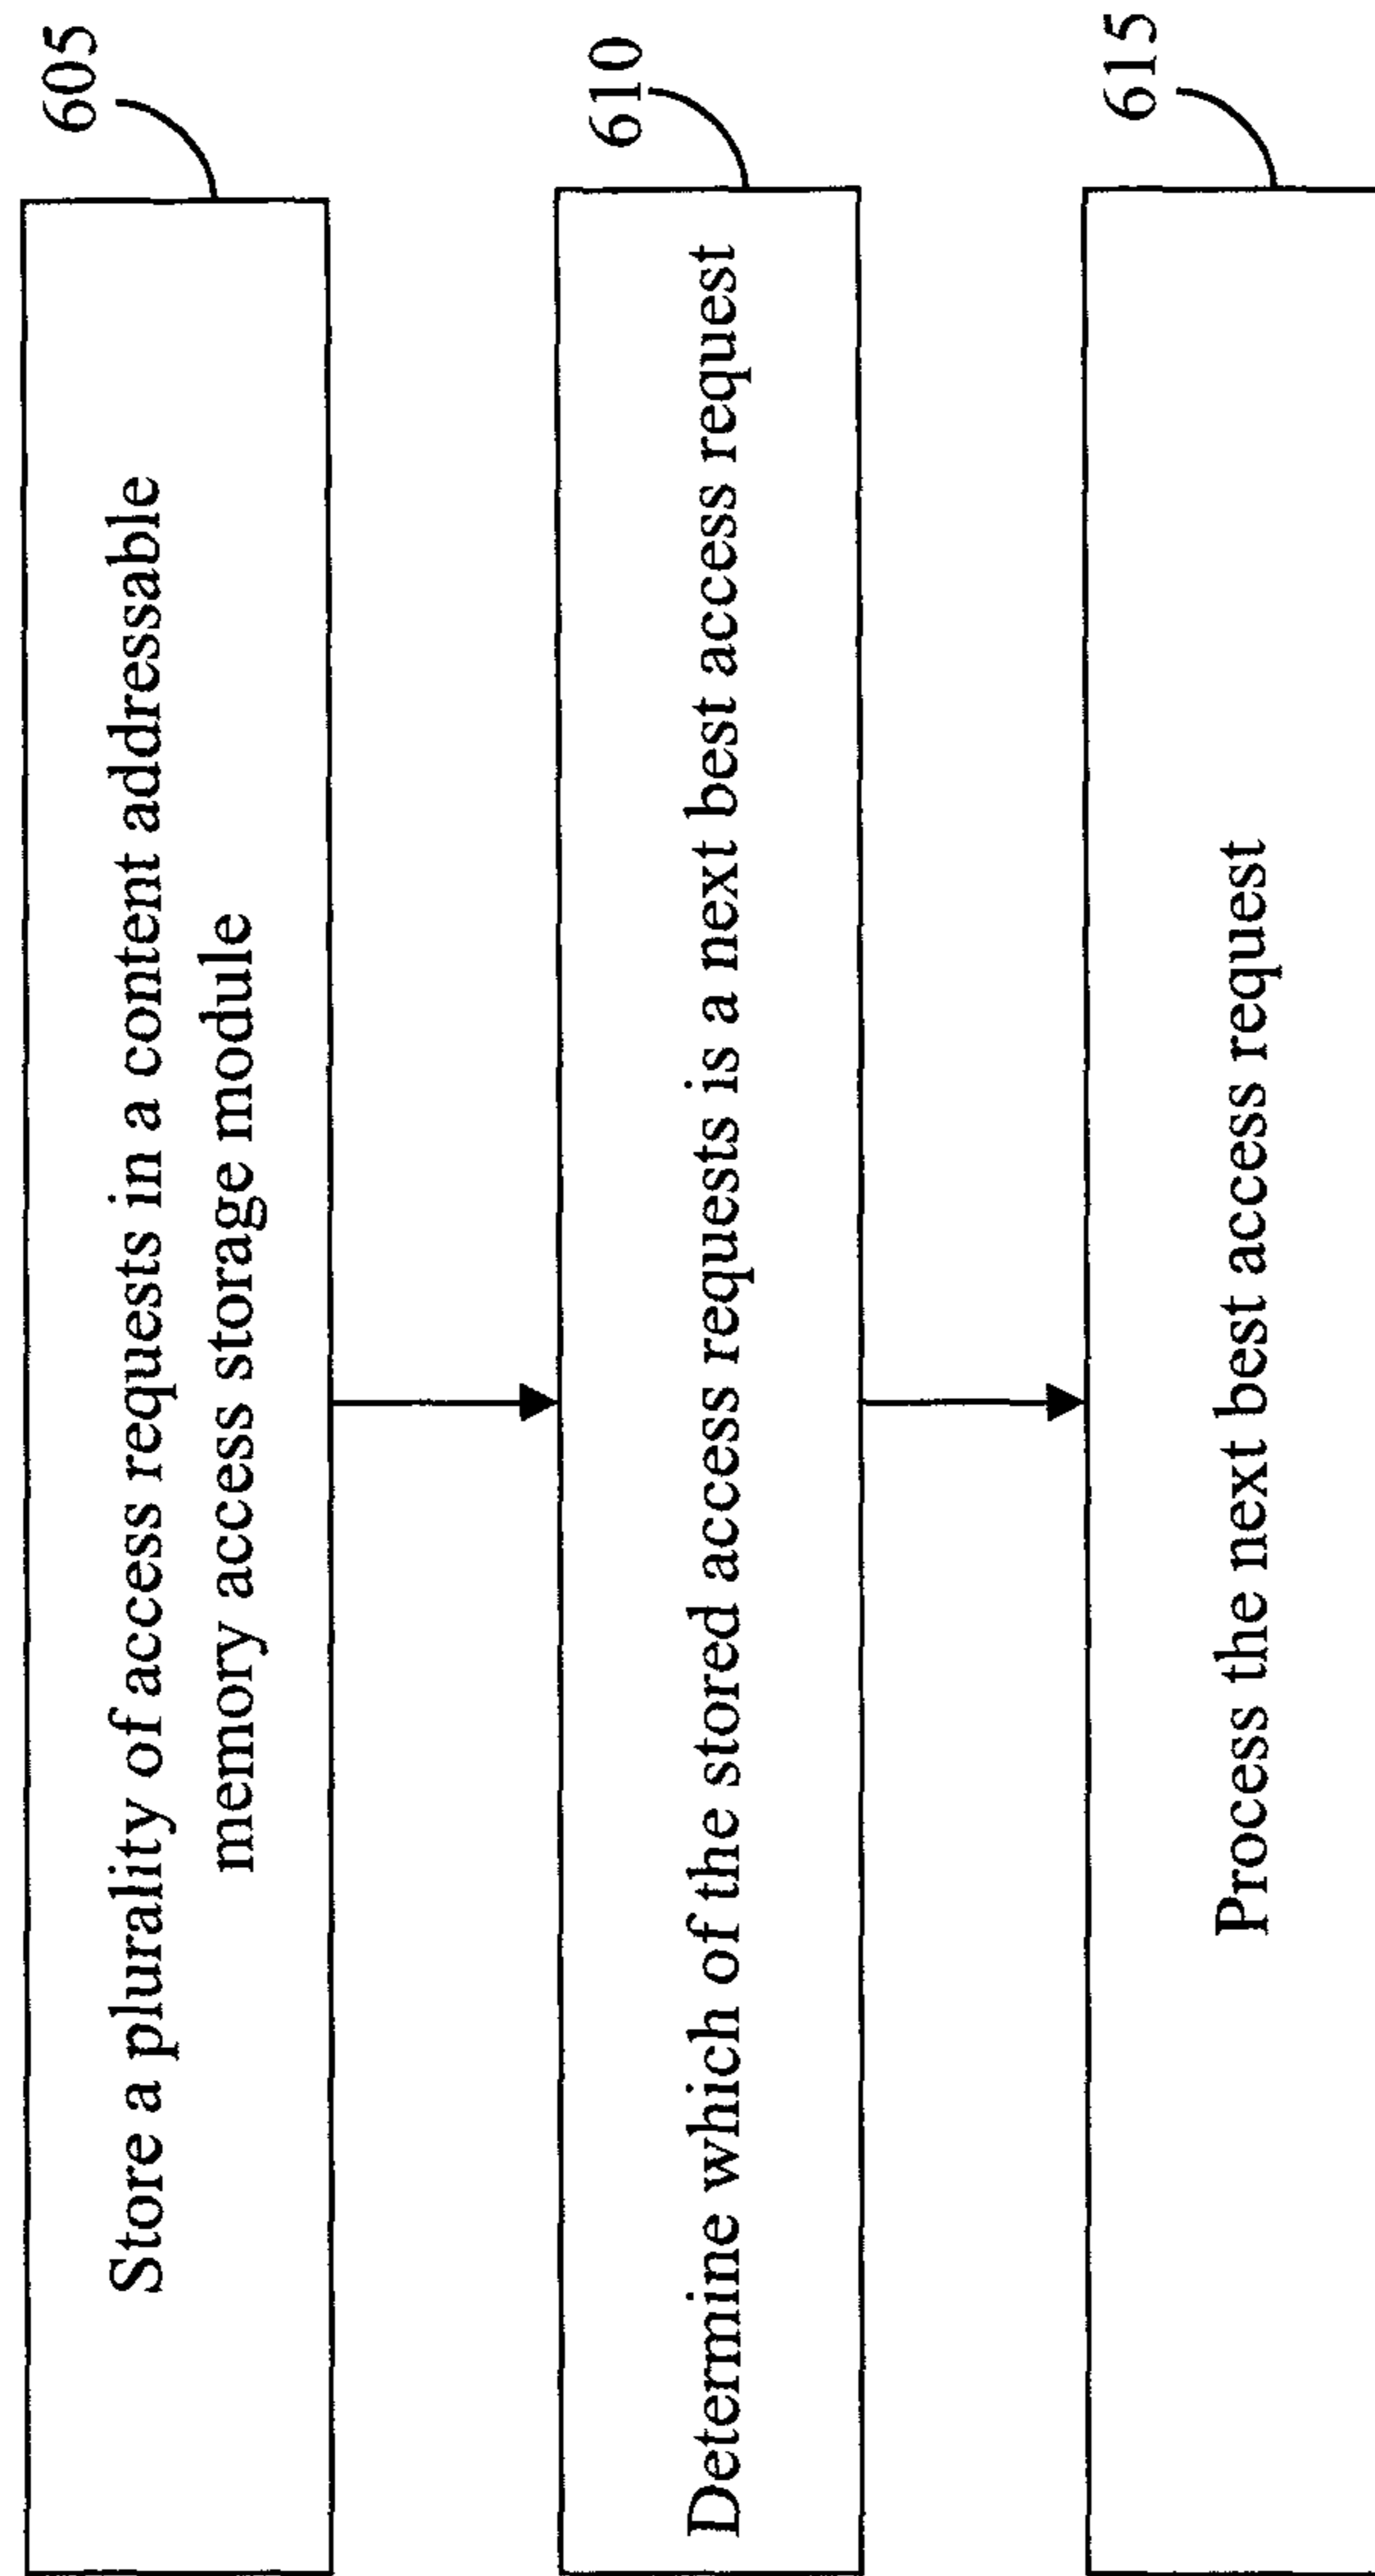 605
Store a plurality of access requests in a content addressable
memory access storage module
610
Determine which of the stored access requests is a next best access request
615
Process the next best access request